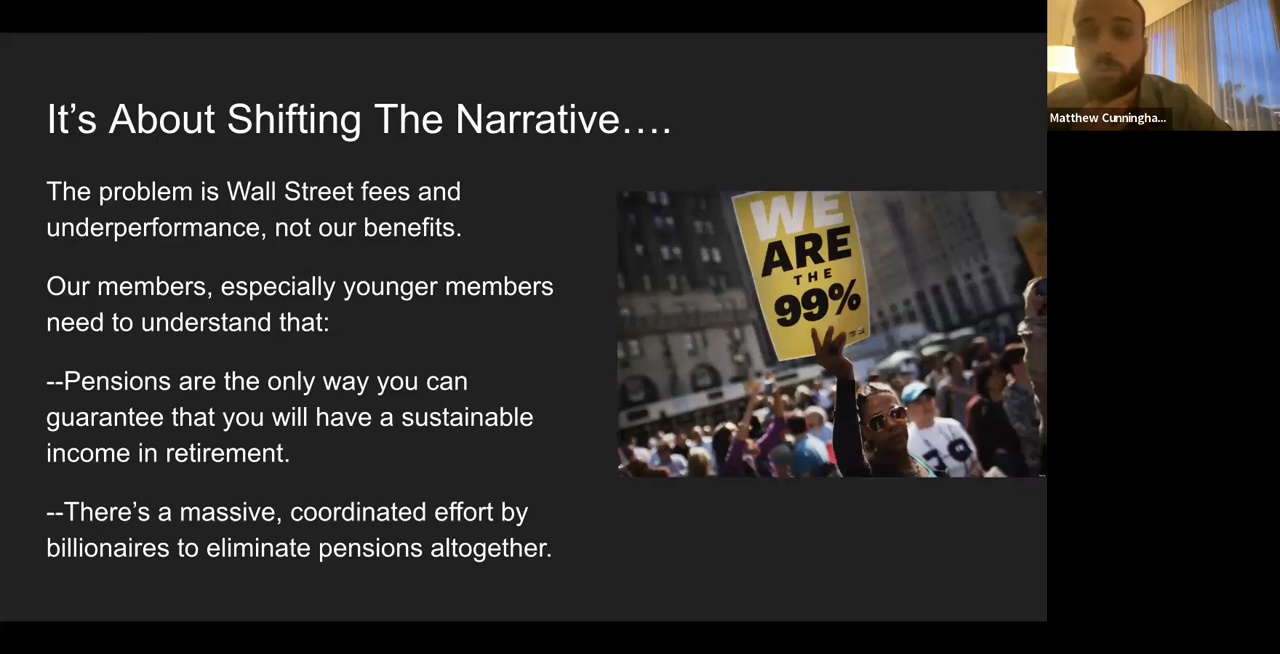 It’s About Shifting The Narrative….
The problem is Wall Street fees and
underperformance, not our benefits.
Our members, especially younger members
need to understand that:
--Pensions are the only way you can
guarantee that you will have a sustainable
income in retirement.
--There’s a massive, coordinated effort by
billionaires to eliminate pensions altogether.
WE
ARE
THE
99%
Matthew Cunningha...